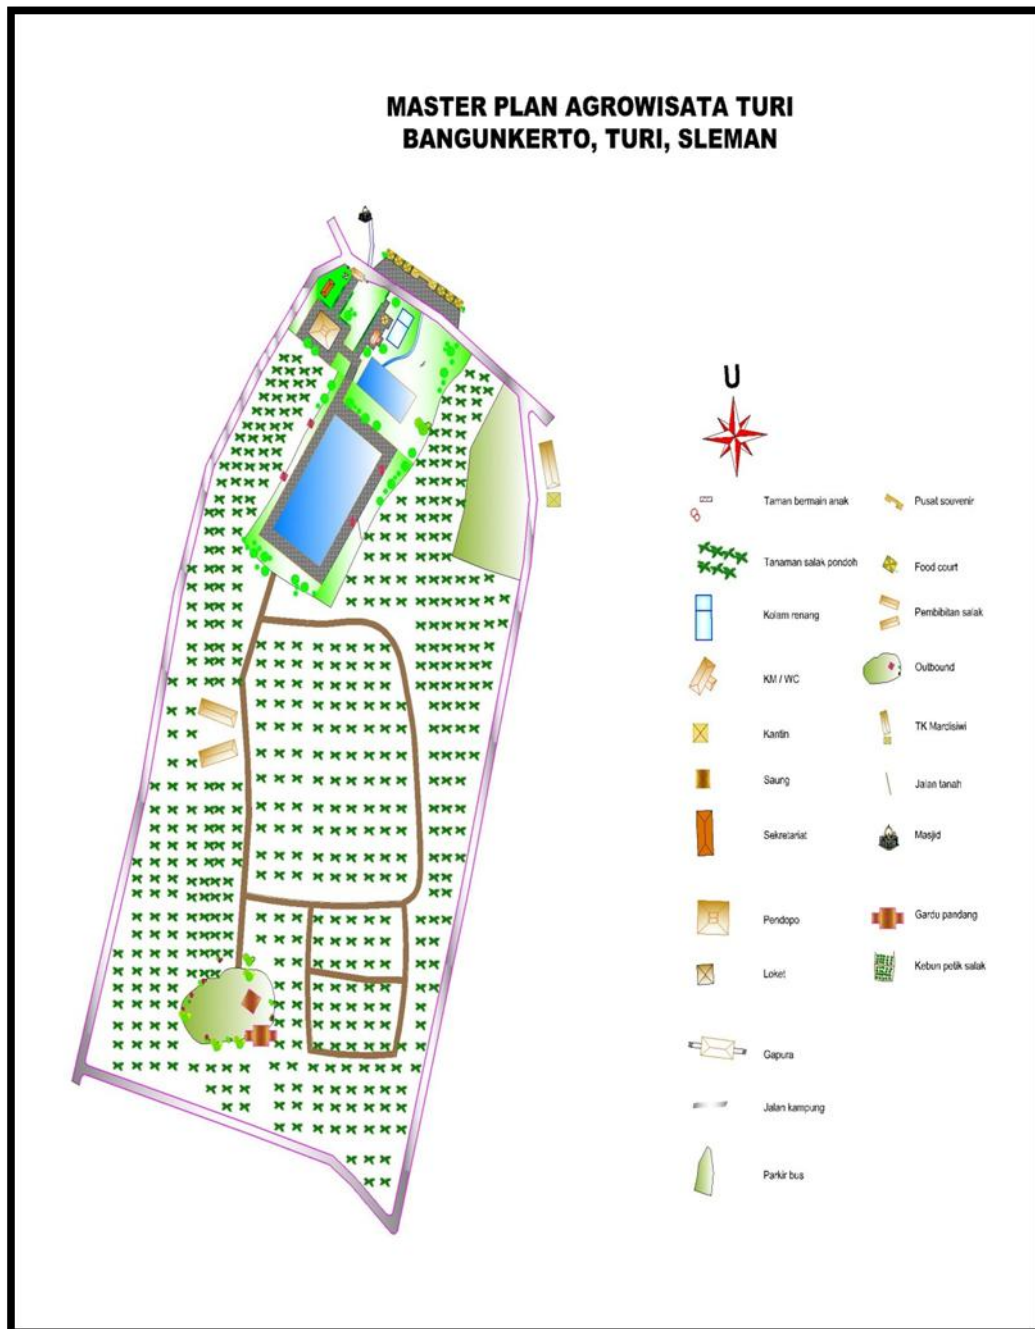 MASTER PLAN AGROWISATA TURI
BANGUNKERTO, TURI, SLEMAN
U
Taman bermain anak
Pusat souvenir
Tanaman salak pondoh
Food court
Kolam renang
Pembibitan salak
KM / WC
Outbound
Kantin
TK Mardisiwi
Saung
Jalan tanah
Sekretariat
Masjid
Pendopo
Gardu pandang
Loket
Kebun petik salak
Gapura
Jalan kampung
Parkir bus